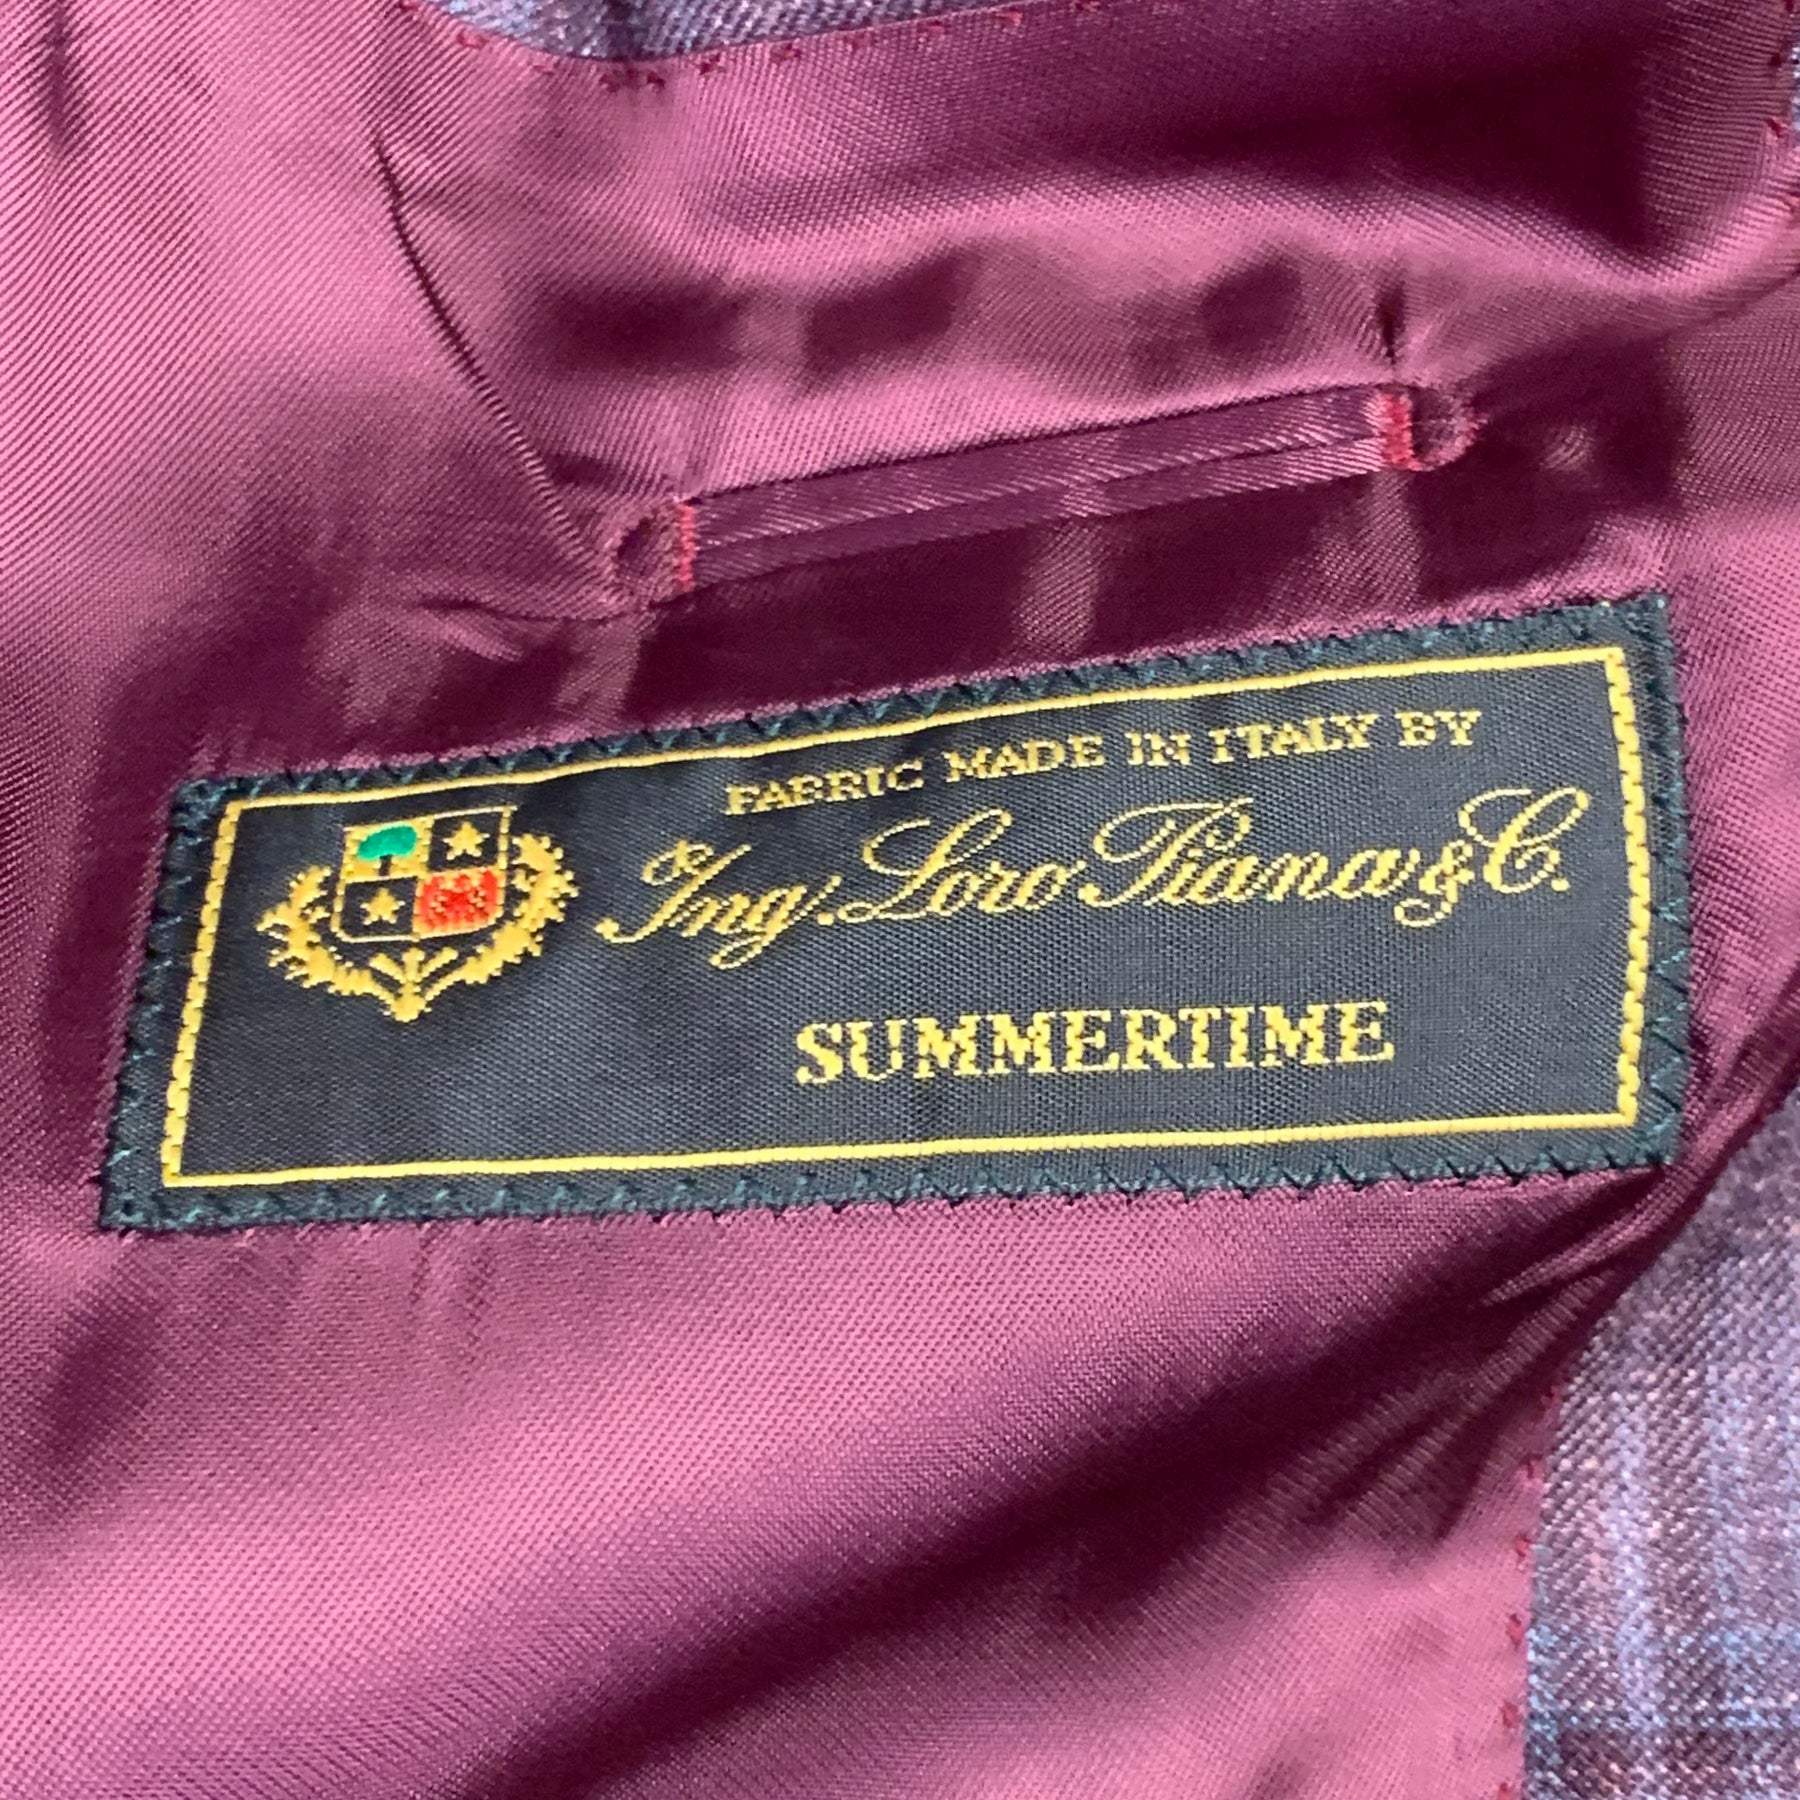 FABRIC MADE IN ITALY BY
Ing. Loro Piana & C.
SUMMERTIME